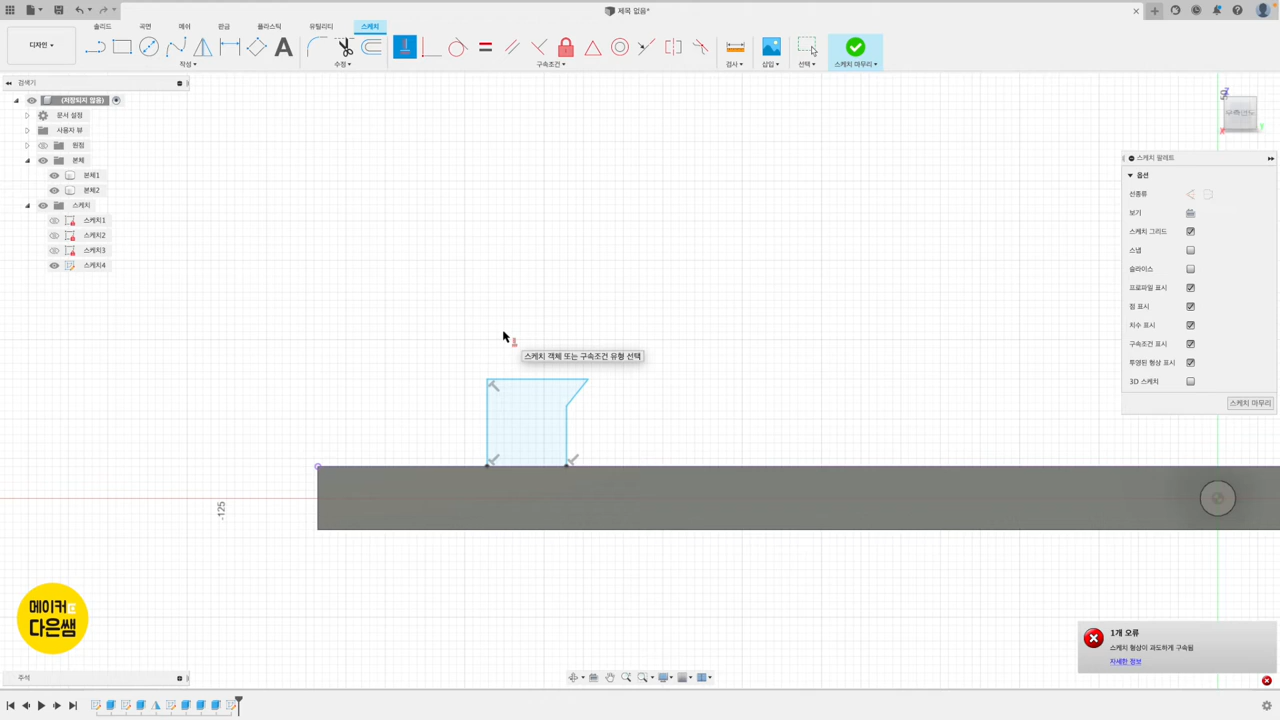 제목 없음*
솔리드
곡면
메쉬
판금
플라스틱
유틸리티
스케치
디자인
작성
수정
구속조건
검사
삽입
선택
스케치 마무리
검색기
(저장되지 않음)
문서 설정
사용자 뷰
원점
본체
본체1
본체2
스케치
스케치1
스케치2
스케치3
스케치4
50
우측면도
X
Y
Z
스케치 팔레트
옵션
선종류
보기
스케치 그리드
스냅
슬라이스
프로파일 표시
점 표시
치수 표시
구속조건 표시
투영된 형상 표시
3D 스케치
스케치 마무리
스케치 객체 또는 구속조건 유형 선택
-125
메이커
다은쌤
1개 오류
스케치 형상이 과도하게 구속됨
자세한 정보
주석